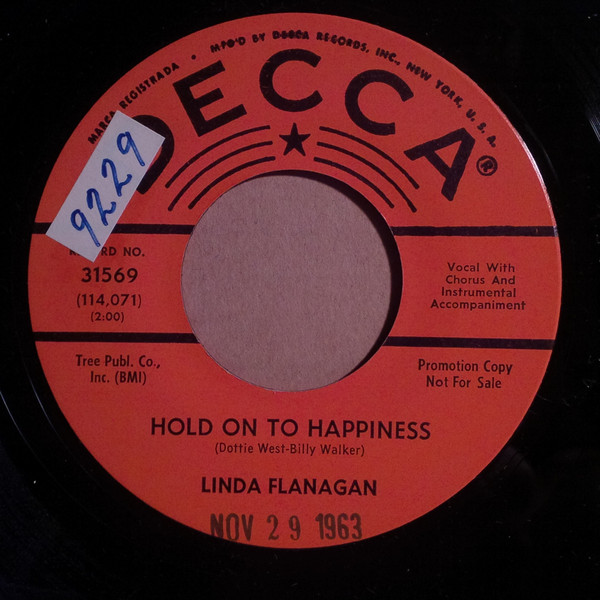 MARCA REGISTRADA • MFG'D BY DECCA RECORDS, INC., NEW YORK, U. S. A.
DECCA®
9229
RD NO.
31569
(114,071)
(2:00)
Vocal With
Chorus And
Instrumental
Accompaniment
Tree Publ. Co.,
Inc. (BMI)
Promotion Copy
Not For Sale
HOLD ON TO HAPPINESS
(Dottie West-Billy Walker)
LINDA FLANAGAN
NOV 29 1963